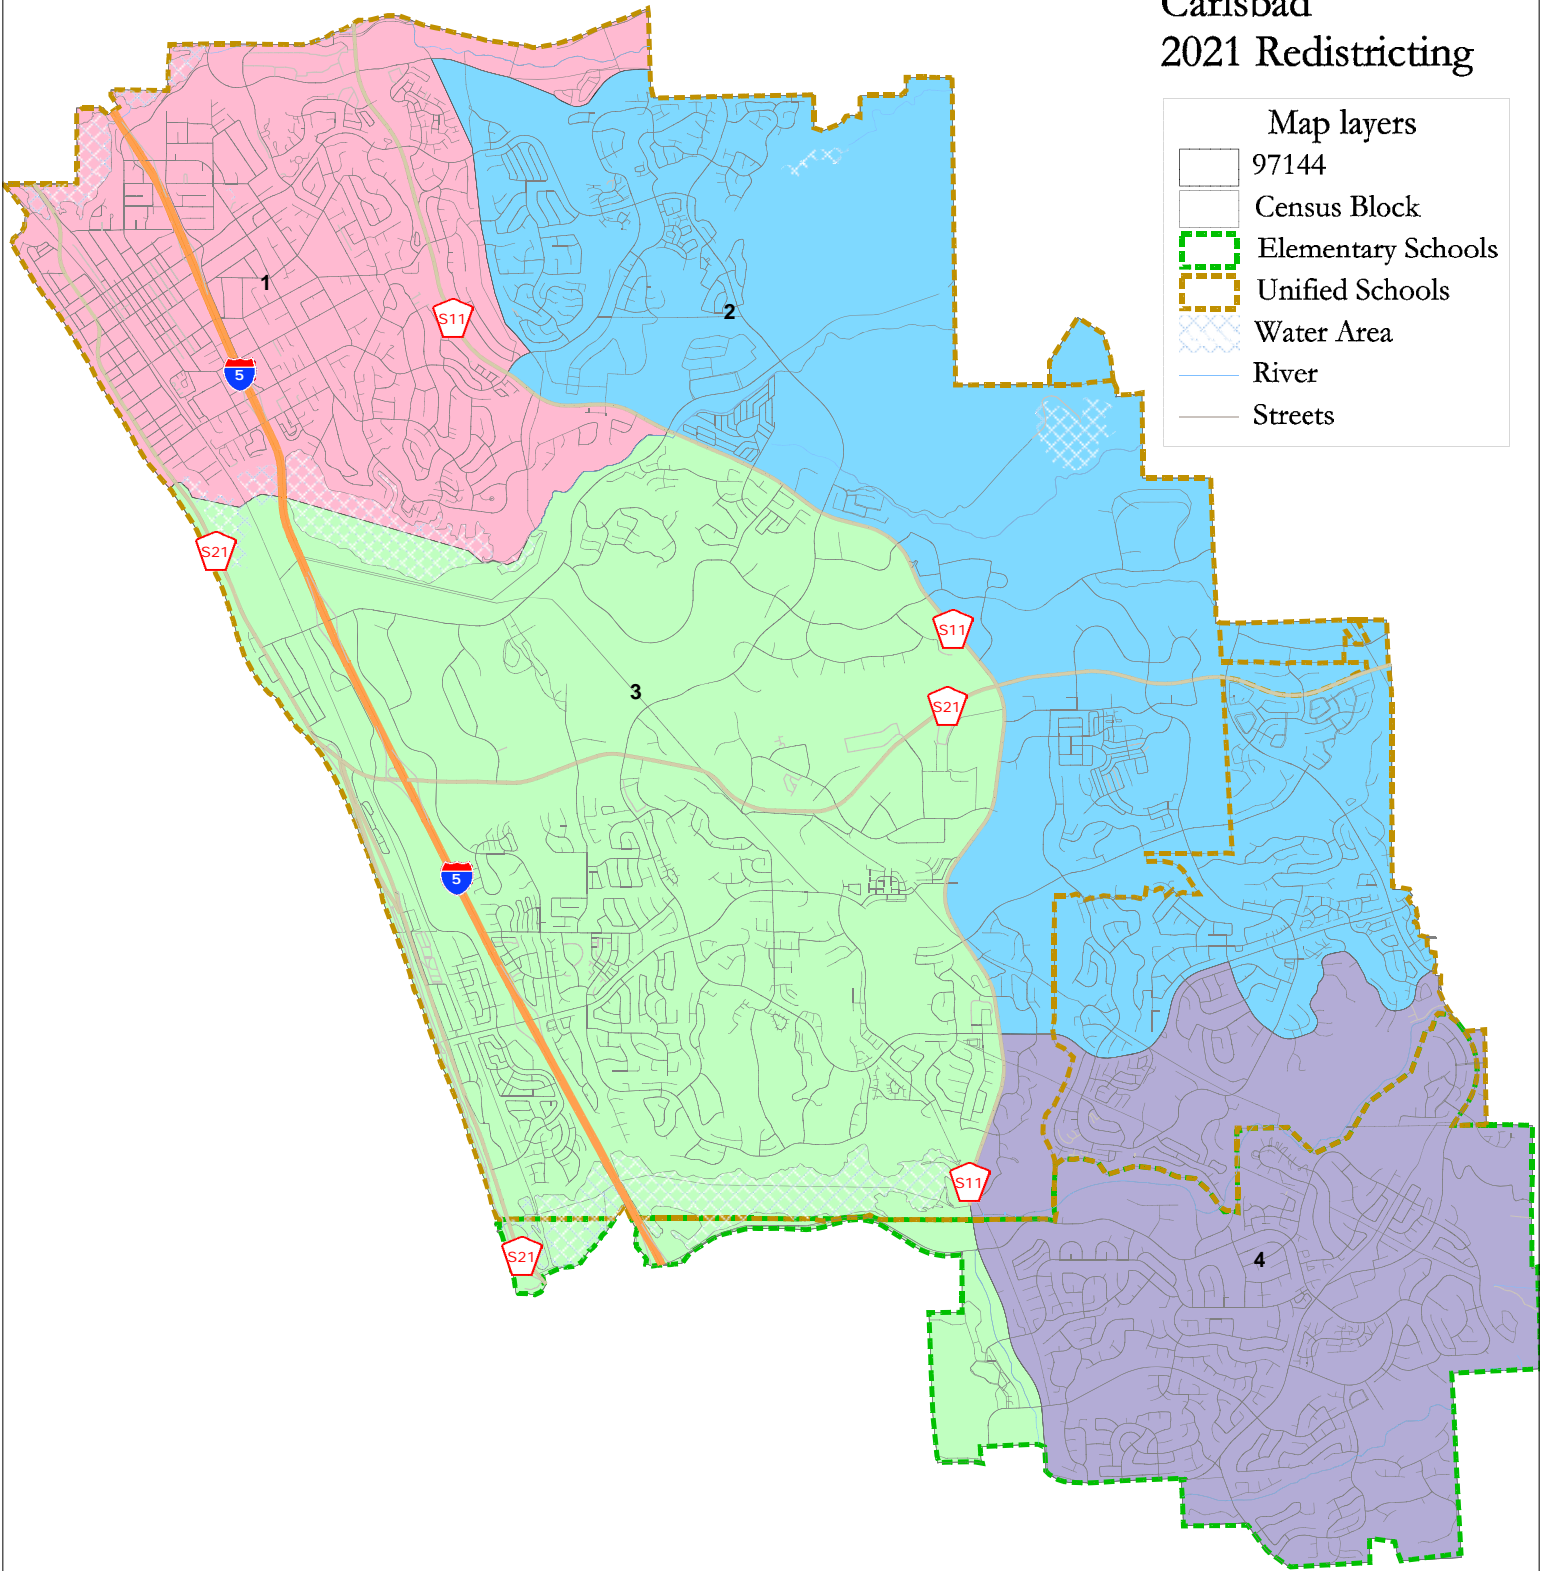 Carlsbad
2021 Redistricting
Map layers
97144
Census Block
Elementary Schools
Unified Schools
Water Area
River
Streets
1
2
S11
5
S21
S11
3
S21
5
S11
S21
4